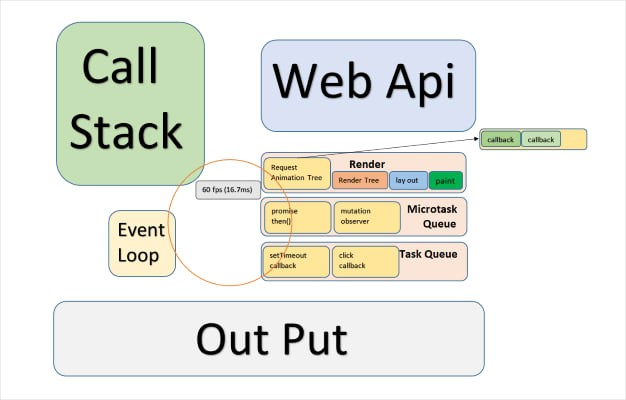 Call
Stack
Web Api
callback
callback
Request
Animation Tree
Render
Render Tree
lay out
paint
60 fps (16.7ms)
promise
then()
mutation
observer
Microtask
Queue
Event
Loop
setTimeout
callback
click
callback
Task Queue
Out Put